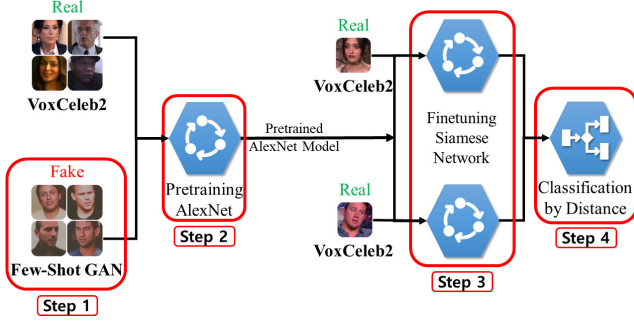 Real
VoxCeleb2
Fake
Few-Shot GAN
Step 1
Pretraining
AlexNet
Step 2
Pretrained
AlexNet Model
Real
VoxCeleb2
Real
VoxCeleb2
Finetuning
Siamese
Network
Step 3
Classification
by Distance
Step 4